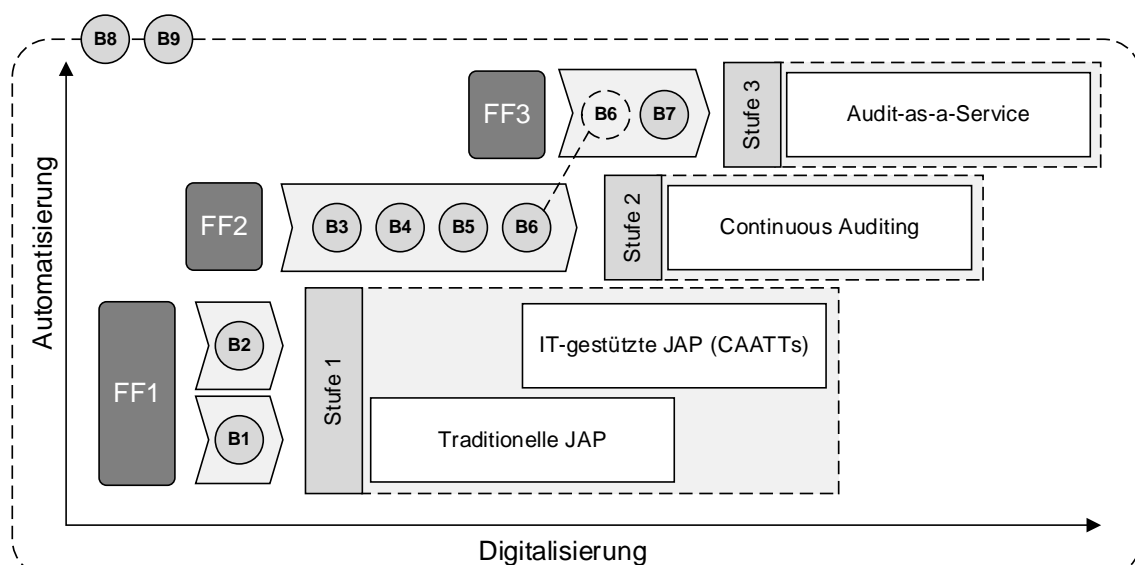 B8 B9
FF3
B6 B7
Stufe 3
Audit-as-a-Service
FF2
B3 B4 B5 B6
Stufe 2
Continuous Auditing
Automatisierung
FF1
B2
B1
Stufe 1
IT-gestützte JAP (CAATTs)
Traditionelle JAP
Digitalisierung